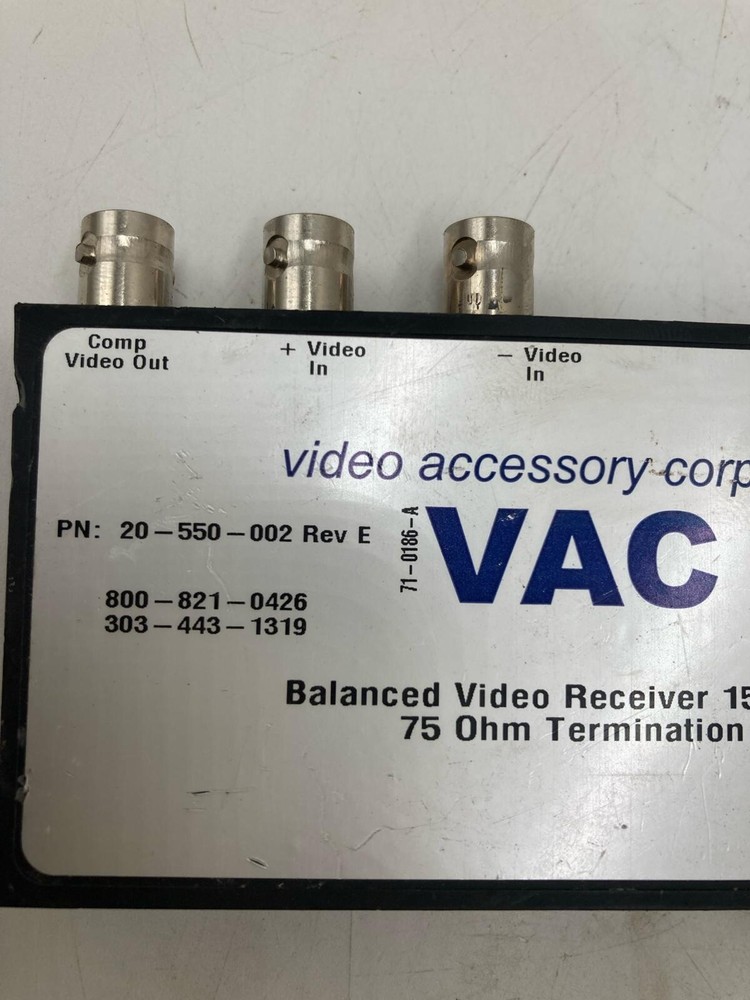 Comp
Video Out
+ Video
In
— Video
In
video accessory corp
PN: 20—550—002 Rev E
71-0186-A
VAC
800—821—0426
303—443—1319
Balanced Video Receiver 15
75 Ohm Termination